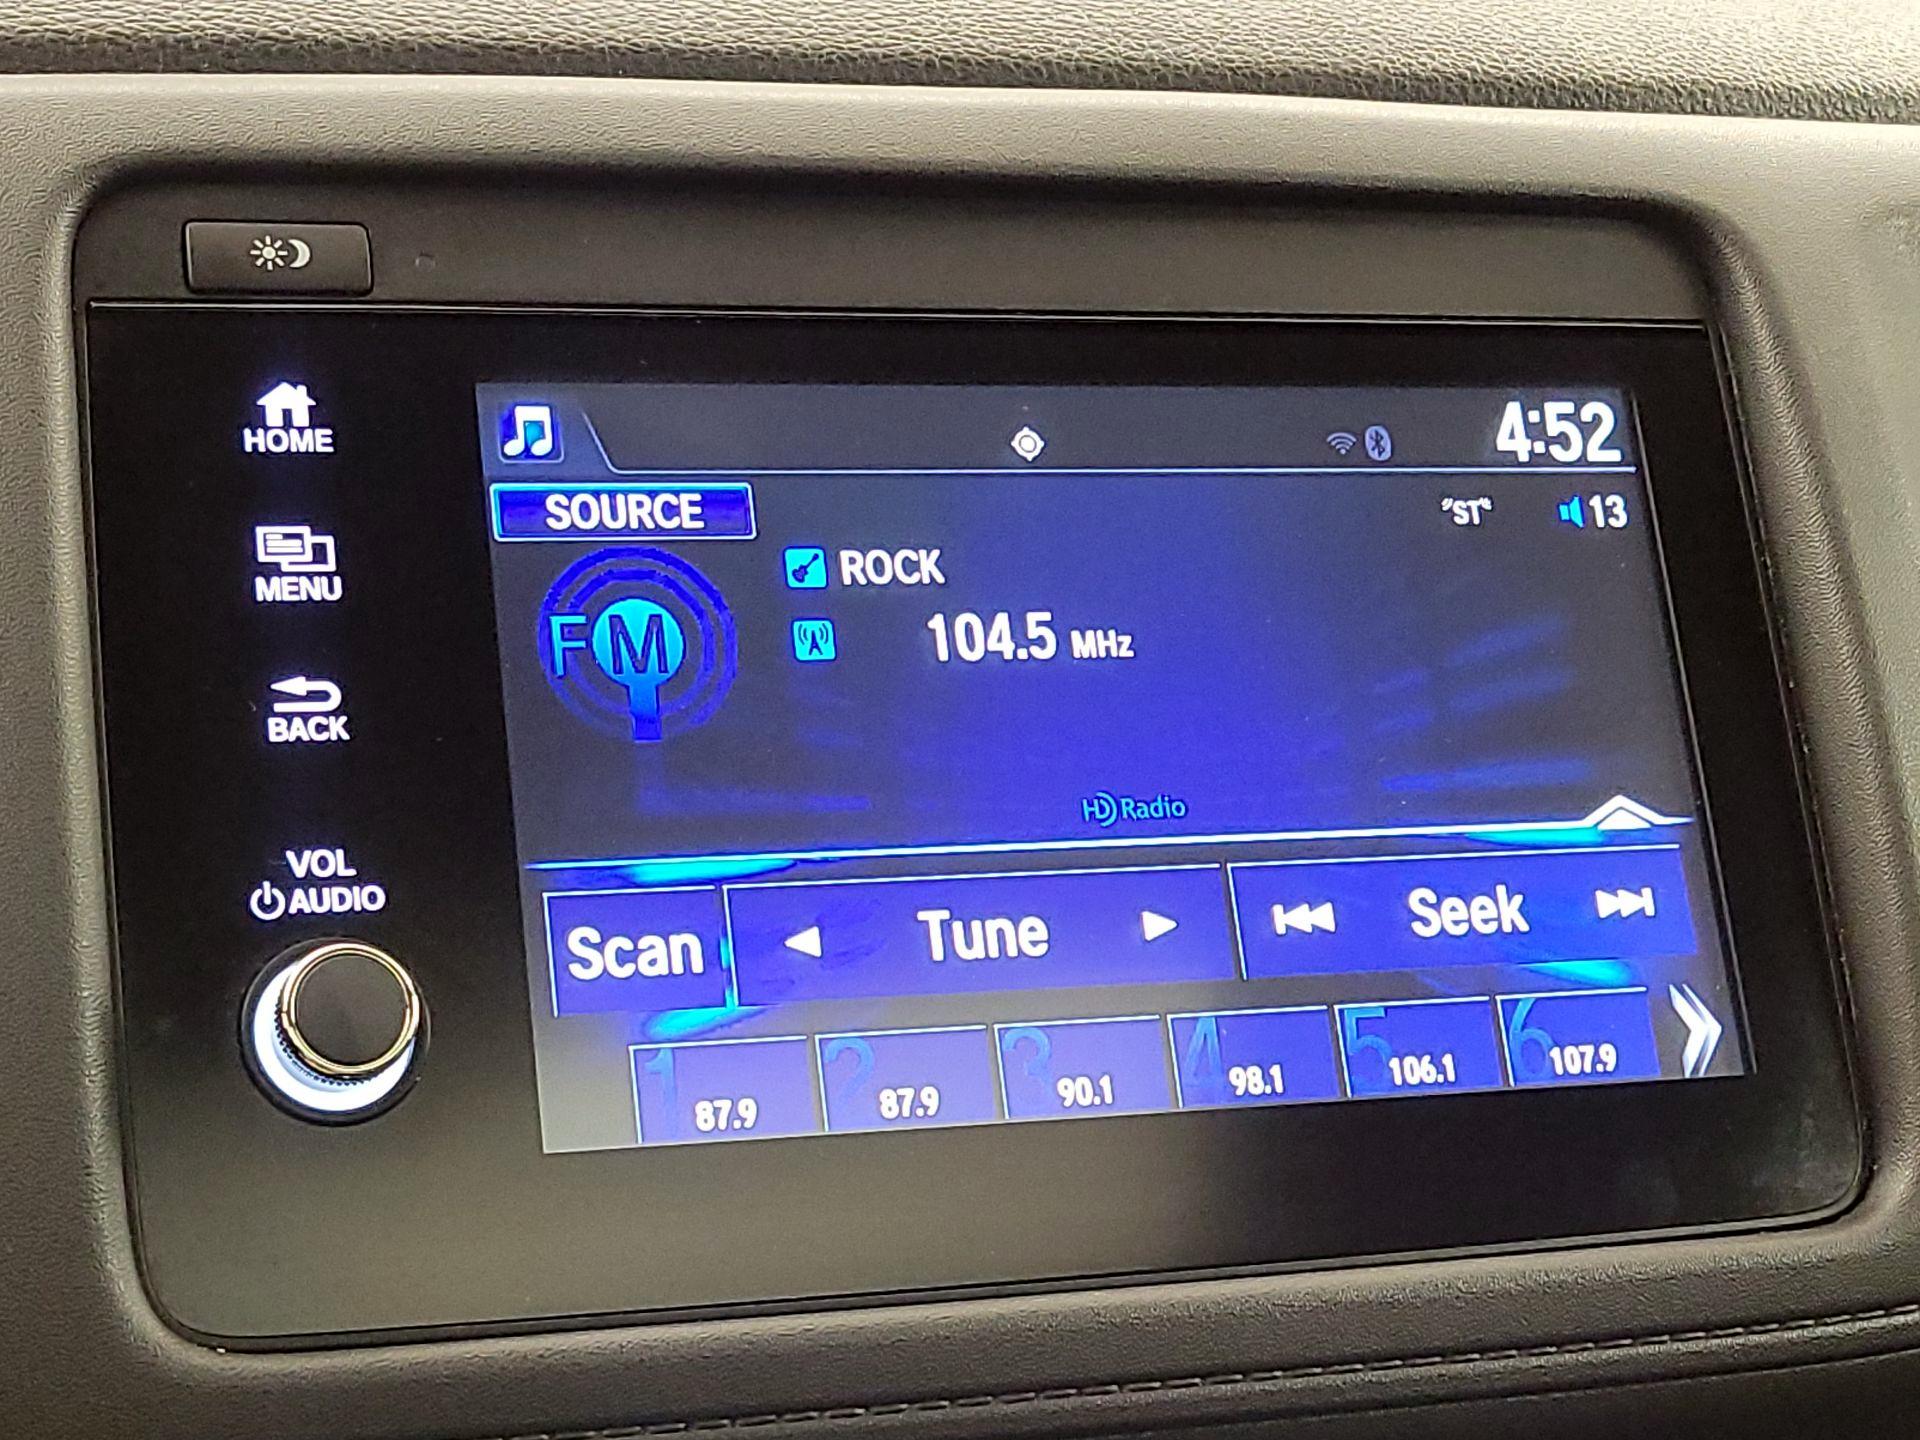 HOME
MENU
BACK
VOL
AUDIO
4:52
SOURCE
"ST"
13
FM
ROCK
104.5 MHz
HD Radio
Scan
Tune
Seek
1 87.9
2 87.9
3 90.1
4 98.1
5 106.1
6 107.9